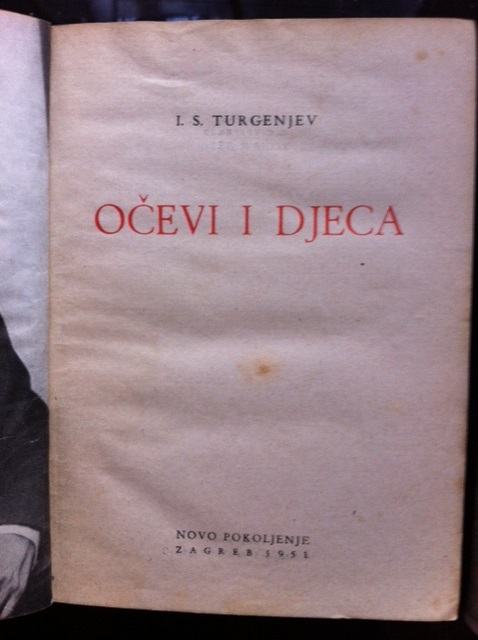 I. S. TURGENJEV
OČEVI I DJECA
NOVO POKOLJENJE
ZAGREB 1951